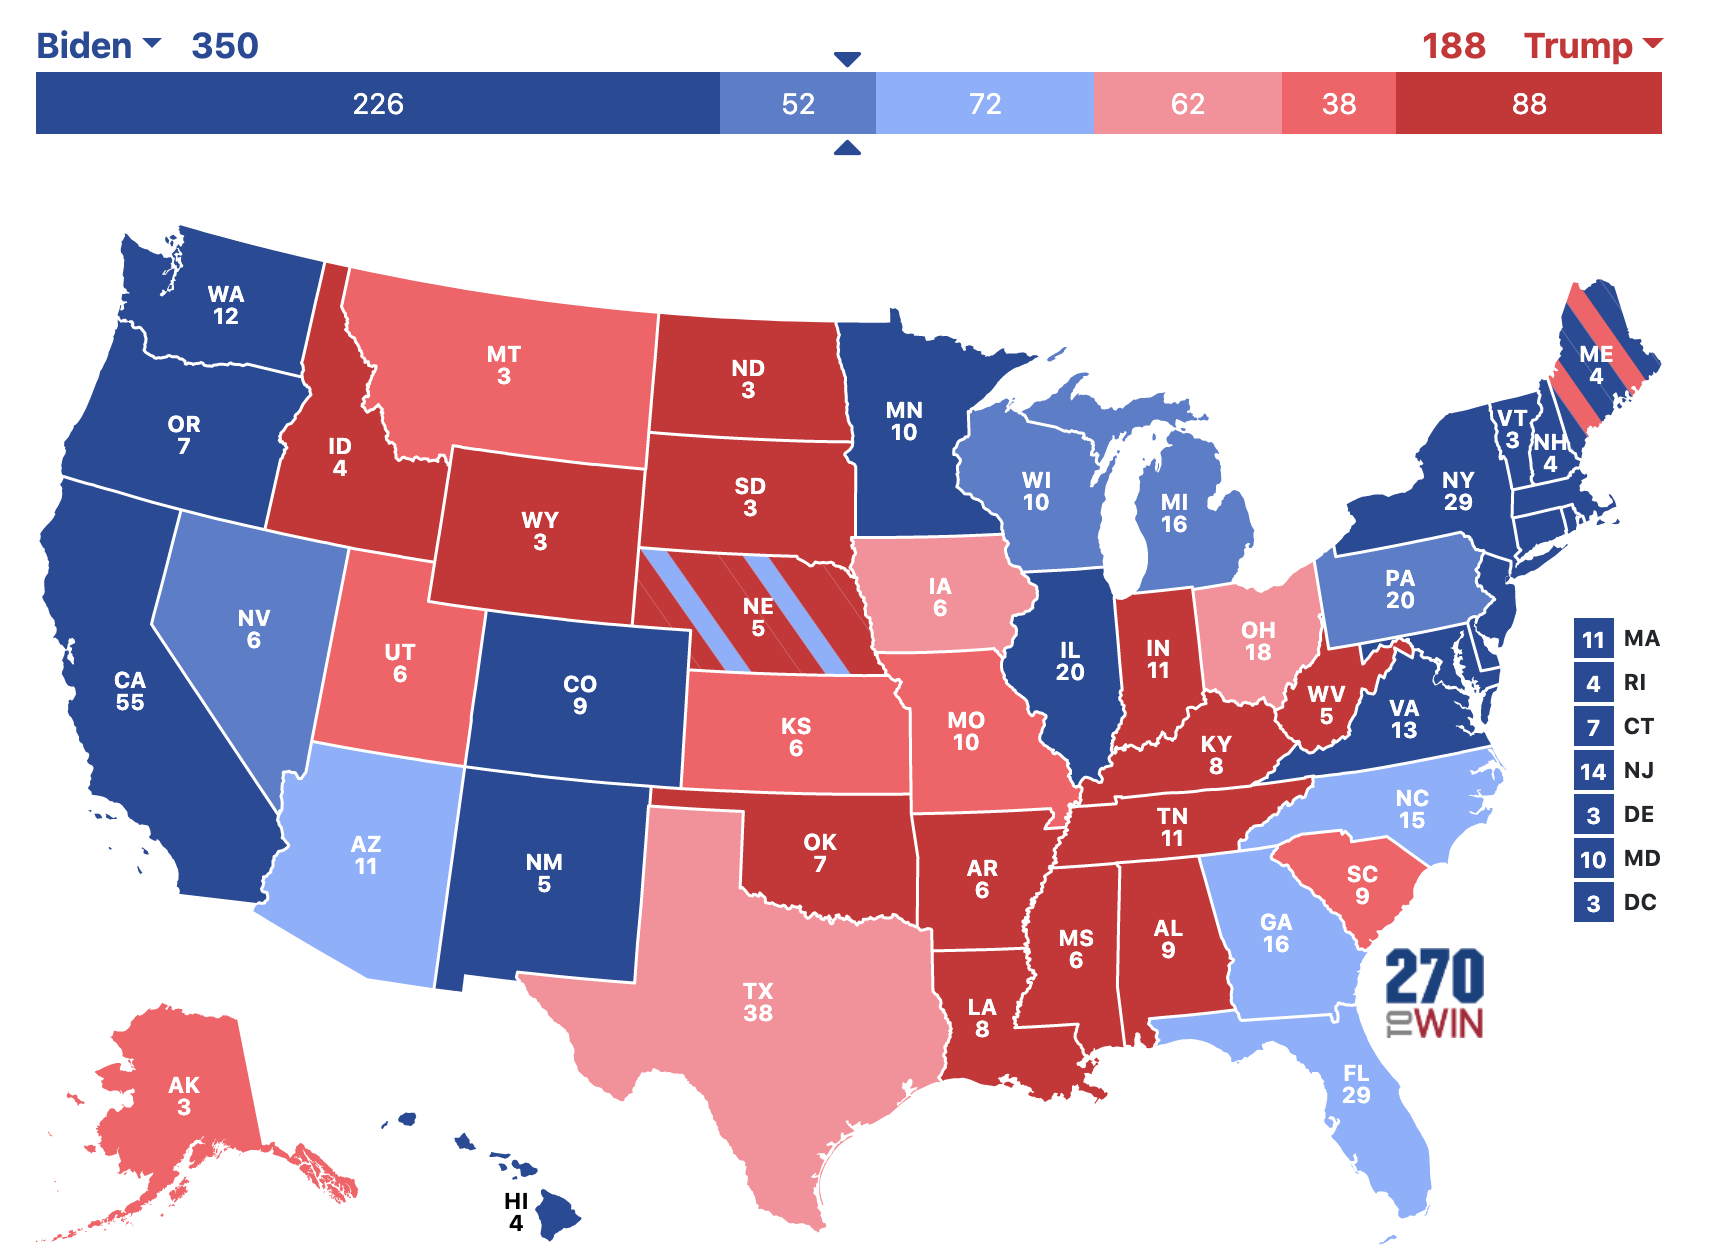 Biden 350
188 Trump
226 52 72 62 38 88
WA
12
MT
3
ND
3
MN
10
ME
4
VT
3
NH
4
OR
7
ID
4
WY
3
SD
3
WI
10
MI
16
NY
29
NV
6
UT
6
NE
5
IA
6
PA
20
CA
55
CO
9
KS
6
MO
10
IL
20
IN
11
OH
18
WV
5
VA
13
KY
8
11 MA
4 RI
7 CT
14 NJ
3 DE
10 MD
3 DC
AZ
11
NM
5
OK
7
AR
6
TN
11
NC
15
SC
9
MS
6
AL
9
GA
16
TX
38
LA
8
FL
29
AK
3
HI
4
270
TO WIN